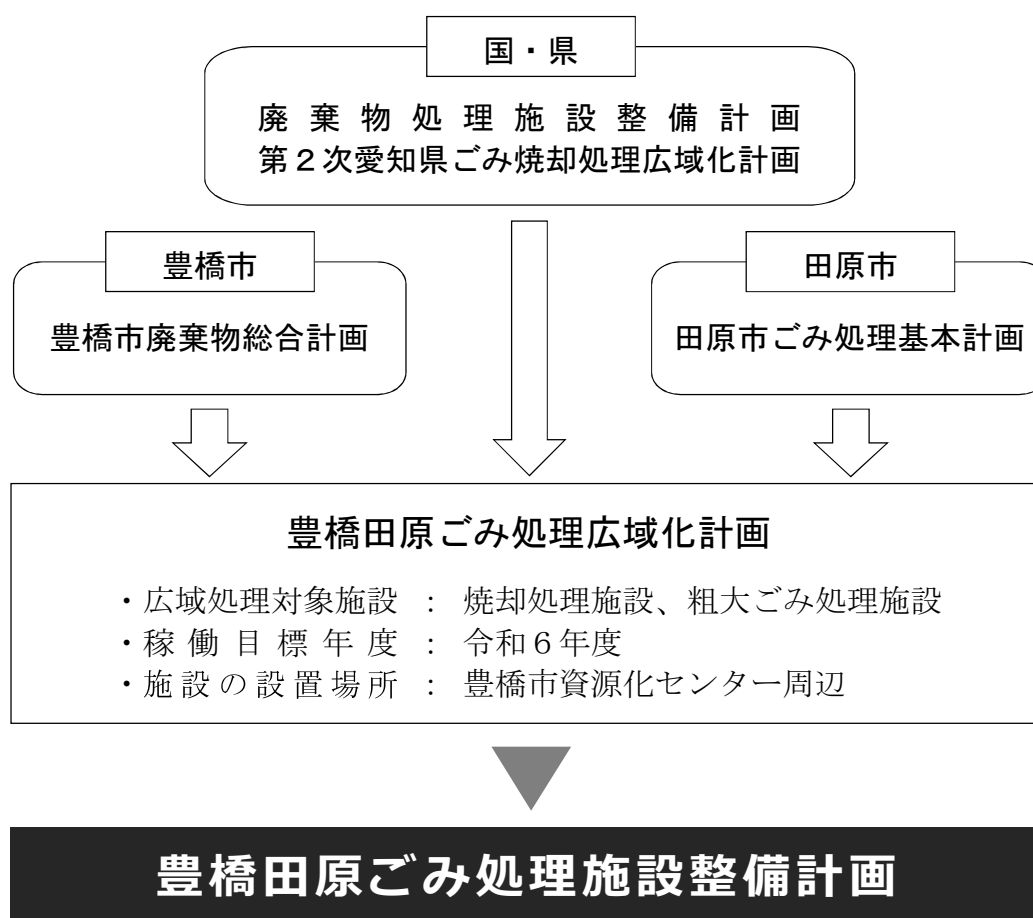 国・県
廃棄物処理施設整備計画
第２次愛知県ごみ焼却処理広域化計画
豊橋市
豊橋市廃棄物総合計画
田原市
田原市ごみ処理基本計画
豊橋田原ごみ処理広域化計画
・広域処理対象施設 ： 焼却処理施設、粗大ごみ処理施設
・稼働目標年度 ： 令和６年度
・施設の設置場所 ： 豊橋市資源化センター周辺
豊橋田原ごみ処理施設整備計画